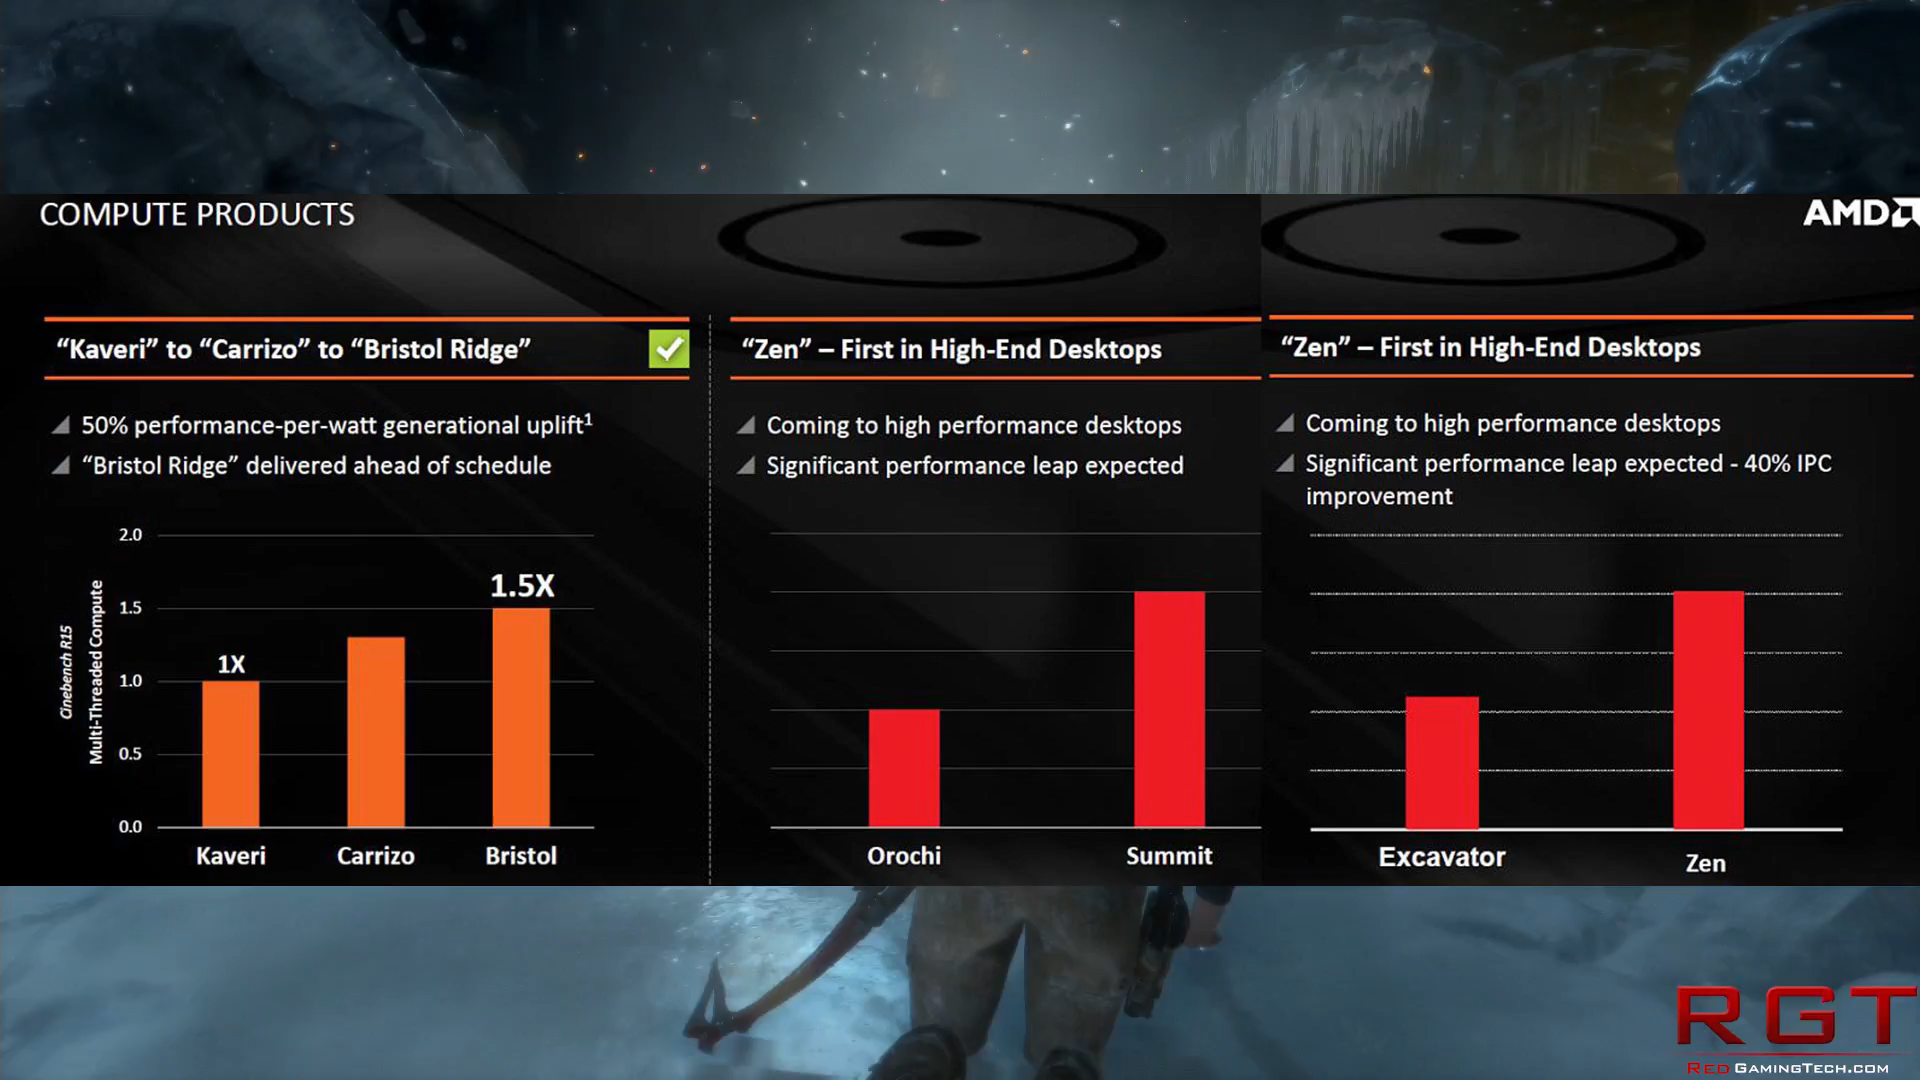 COMPUTE PRODUCTS
AMD
“Kaveri” to “Carrizo” to “Bristol Ridge”
50% performance-per-watt generational uplift¹
“Bristol Ridge” delivered ahead of schedule
Cinebench R15
Multi-Threaded Compute
2.0
1.5
1.0
0.5
0.0
1X
1.5X
Kaveri
Carrizo
Bristol
“Zen” – First in High-End Desktops
Coming to high performance desktops
Significant performance leap expected
Orochi
Summit
“Zen” – First in High-End Desktops
Coming to high performance desktops
Significant performance leap expected - 40% IPC
improvement
Excavator
Zen
RGT
RedGamingTech.com